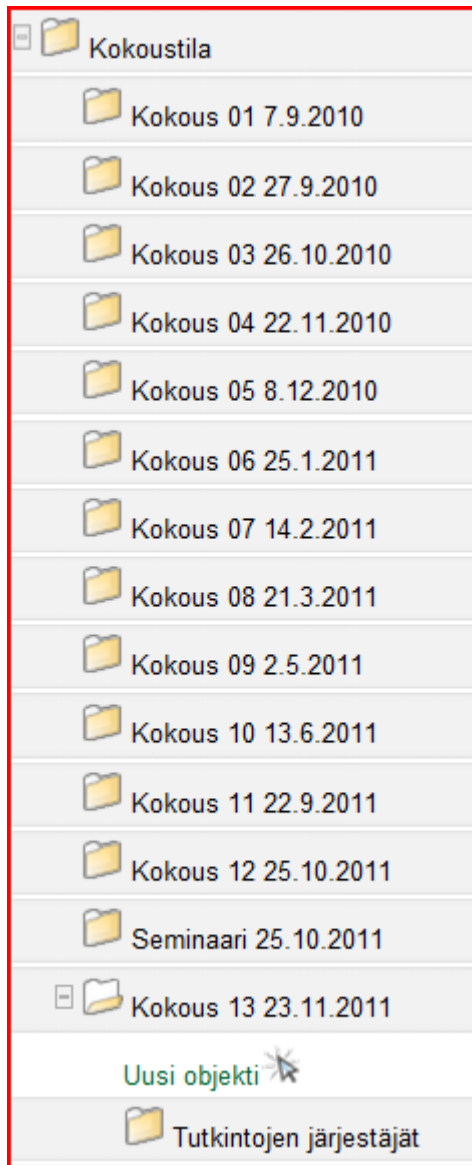 Kokoustila
Kokous 01 7.9.2010
Kokous 02 27.9.2010
Kokous 03 26.10.2010
Kokous 04 22.11.2010
Kokous 05 8.12.2010
Kokous 06 25.1.2011
Kokous 07 14.2.2011
Kokous 08 21.3.2011
Kokous 09 2.5.2011
Kokous 10 13.6.2011
Kokous 11 22.9.2011
Kokous 12 25.10.2011
Seminaari 25.10.2011
Kokous 13 23.11.2011
Uusi objekti
Tutkintojen järjestäjät